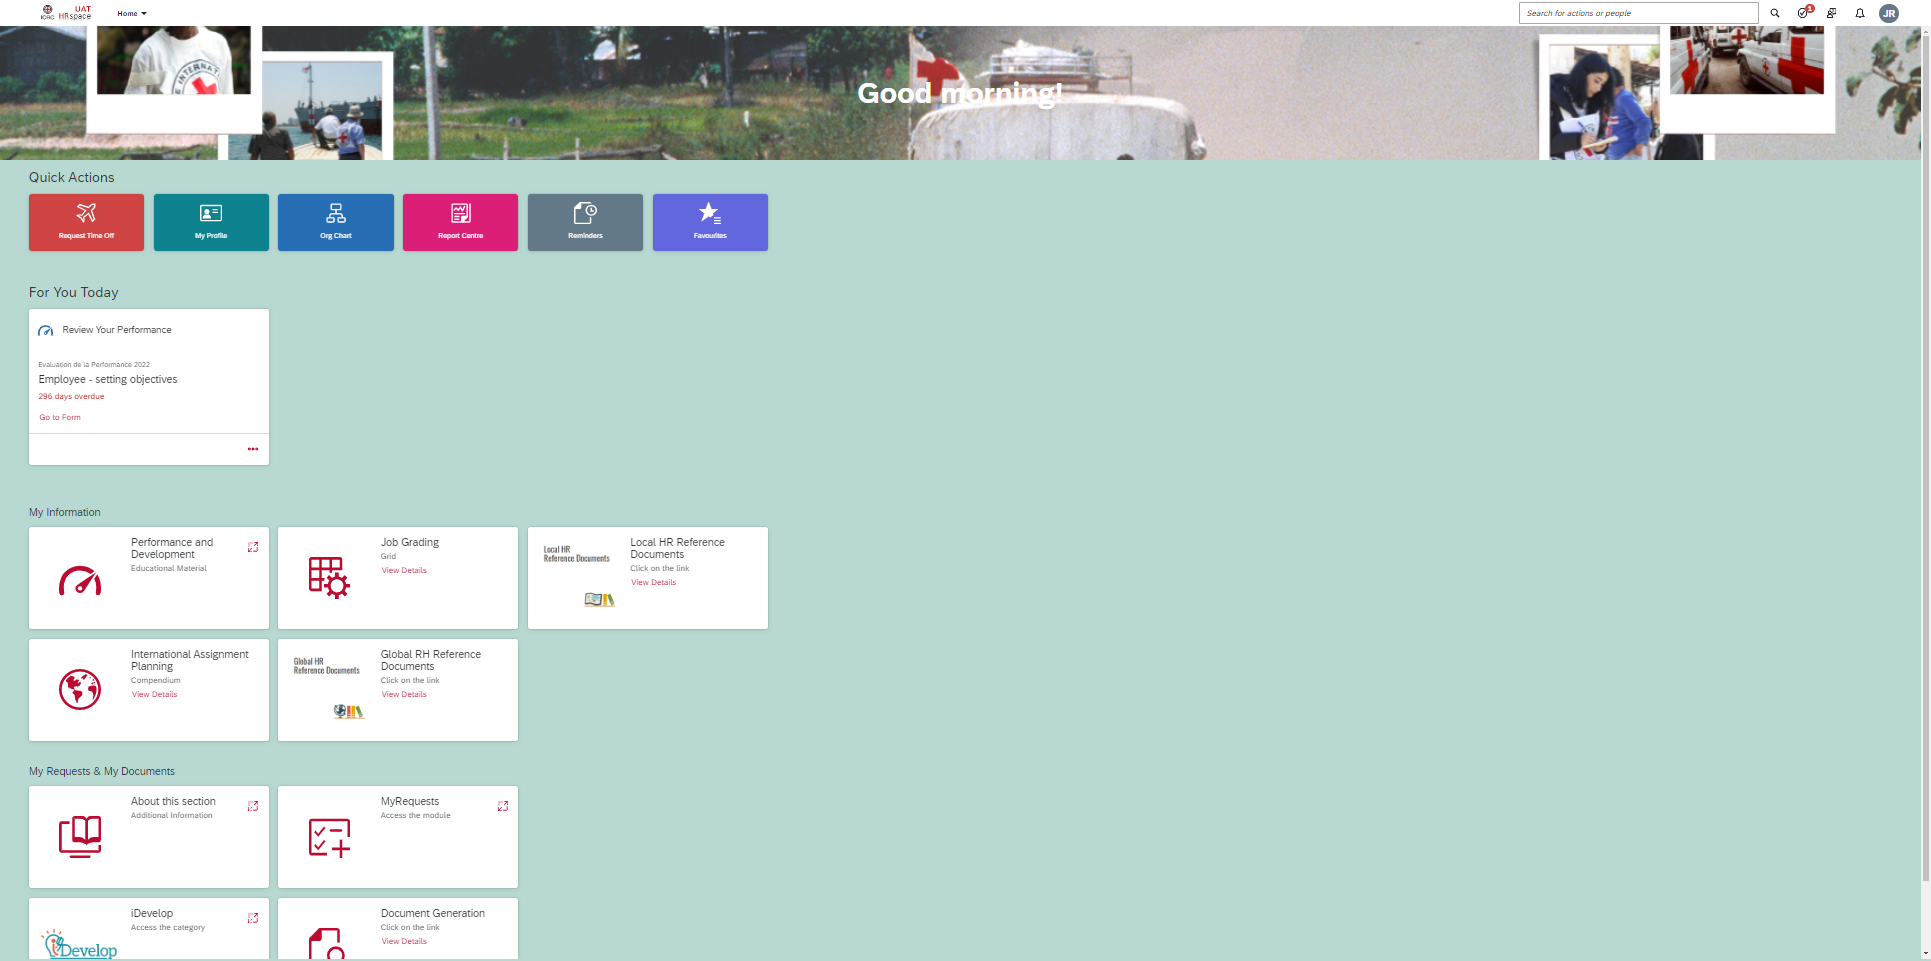 ICRC
UAT
HRspace
Home
Search for actions or people
1
JR
INTERNATI
Good morning!
Quick Actions
Request Time Off
My Profile
Org Chart
Report Centre
Reminders
Favourites
For You Today
Review Your Performance
Evaluation de la Performance 2022
Employee - setting objectives
296 days overdue
Go to Form
My Information
Performance and
Development
Educational Material
Job Grading
Grid
View Details
Local HR
Reference Documents
Local HR Reference
Documents
Click on the link
View Details
International Assignment
Planning
Compendium
View Details
Global HR
Reference Documents
Global RH Reference
Documents
Click on the link
View Details
My Requests & My Documents
About this section
Additional Information
MyRequests
Access the module
iDevelop
iDevelop
Access the category
Document Generation
Click on the link
View Details